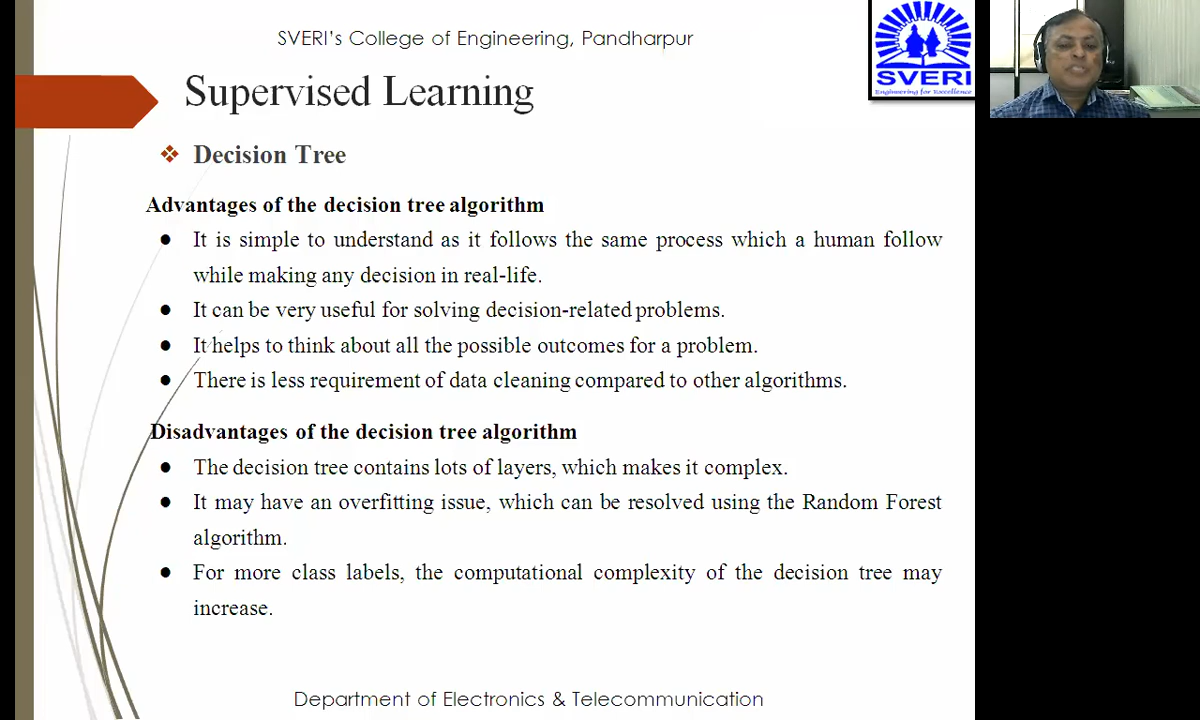 SVERI's College of Engineering, Pandharpur
SVERI
Engineering for Excellence
Supervised Learning
Decision Tree
Advantages of the decision tree algorithm
● It is simple to understand as it follows the same process which a human follow
while making any decision in real-life.
● It can be very useful for solving decision-related problems.
● It helps to think about all the possible outcomes for a problem.
● There is less requirement of data cleaning compared to other algorithms.
Disadvantages of the decision tree algorithm
● The decision tree contains lots of layers, which makes it complex.
● It may have an overfitting issue, which can be resolved using the Random Forest
algorithm.
● For more class labels, the computational complexity of the decision tree may
increase.
Department of Electronics & Telecommunication